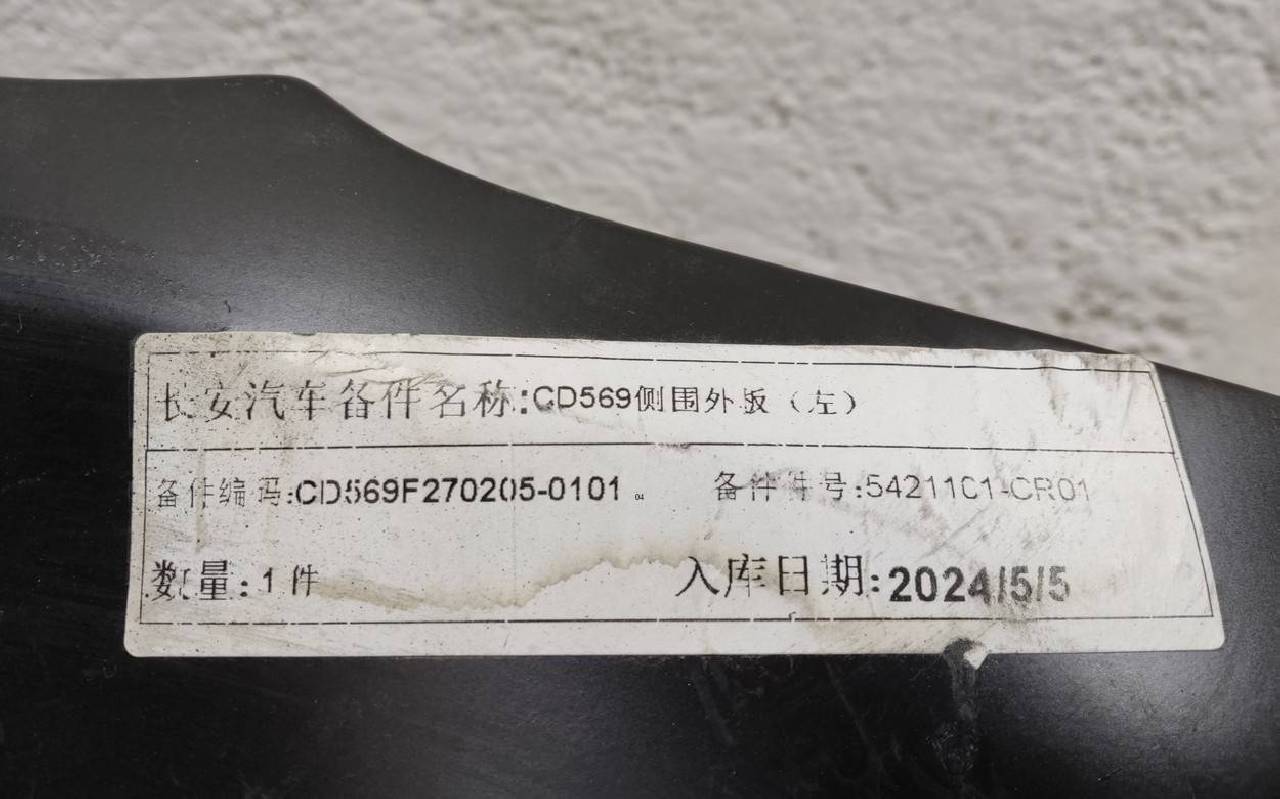 长安汽车备件名称:CD569侧围外板（左）
备件编码:CD569F270205-0101 04 备件件号:5421101-CR01
数量:1件 入库日期:2024/5/5